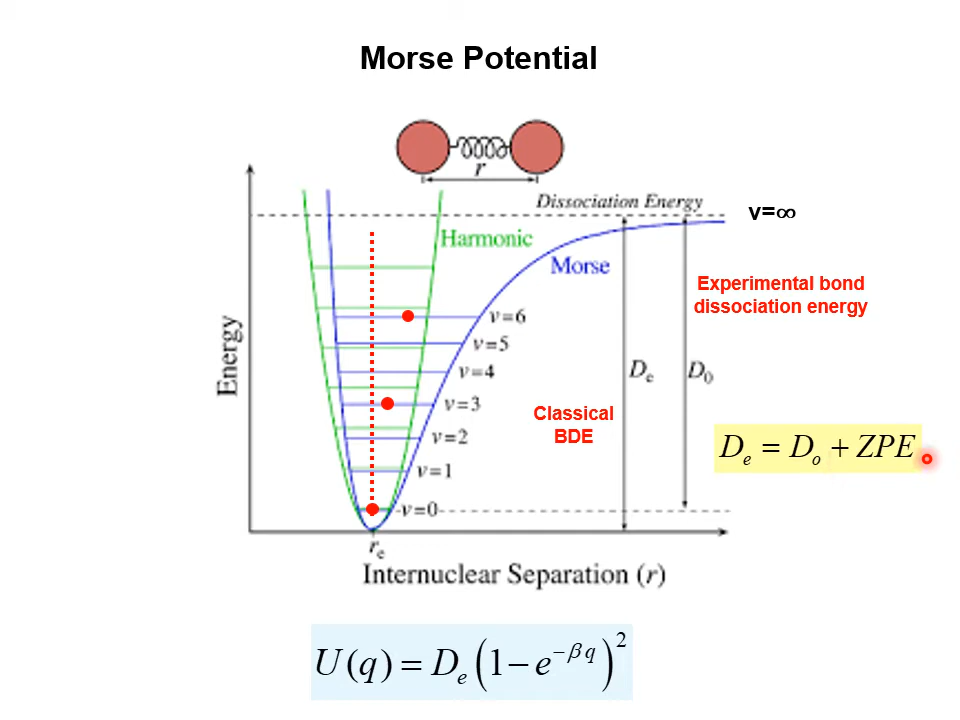 Morse Potential
r
Dissociation Energy
v=∞
Harmonic
Morse
Experimental bond
dissociation energy
v=6
v=5
v=4
v=3
v=2
v=1
v=0
Energy
Dₑ
D₀
Classical
BDE
Dₑ = Dₒ + ZPE
rₑ
Internuclear Separation (r)
U(q) = Dₑ(1 − e^(−βq))²